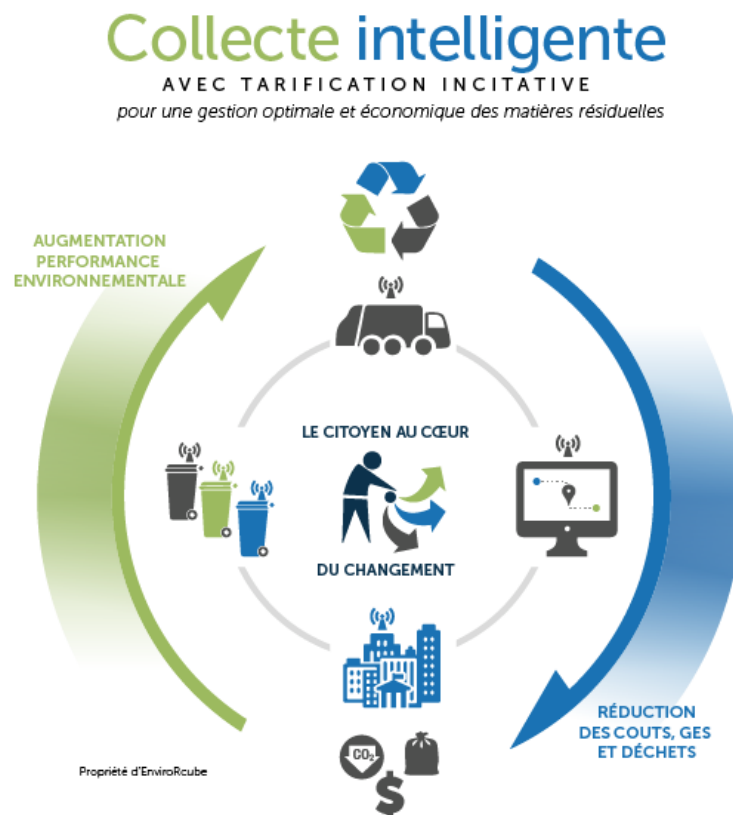 Collecte intelligente
AVEC TARIFICATION INCITATIVE
pour une gestion optimale et économique des matières résiduelles
AUGMENTATION
PERFORMANCE
ENVIRONNEMENTALE
LE CITOYEN AU CŒUR
DU CHANGEMENT
RÉDUCTION
DES COUTS, GES
ET DÉCHETS
CO₂
$
Propriété d'EnviroRcube